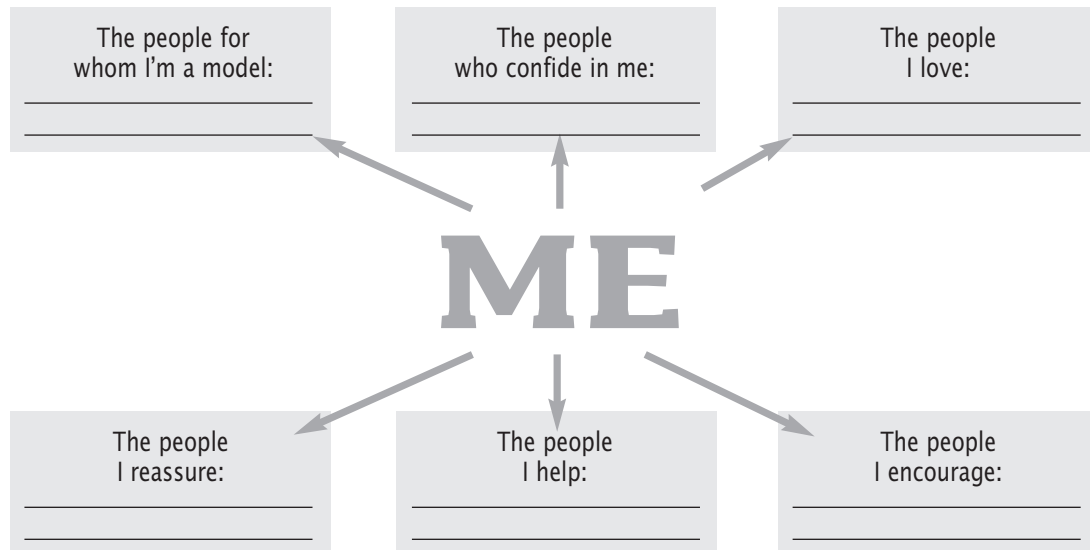 The people for
whom I'm a model:
The people
who confide in me:
The people
I love:
ME
The people
I reassure:
The people
I help:
The people
I encourage: